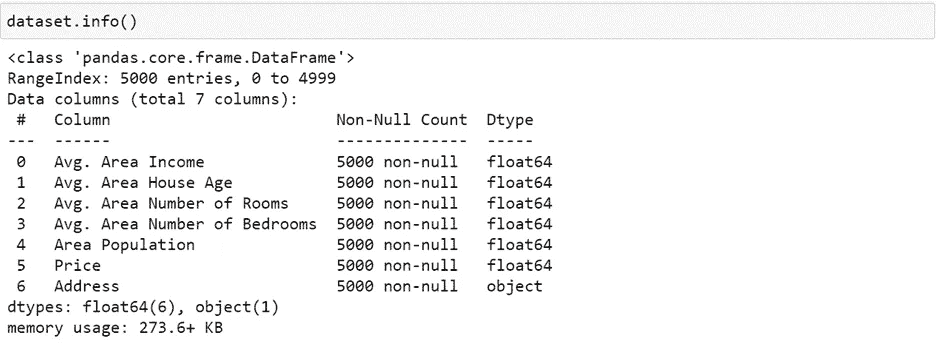 dataset.info()
<class 'pandas.core.frame.DataFrame'>
RangeIndex: 5000 entries, 0 to 4999
Data columns (total 7 columns):
 #   Column                        Non-Null Count  Dtype
---  ------                        --------------  -----
 0   Avg. Area Income              5000 non-null   float64
 1   Avg. Area House Age           5000 non-null   float64
 2   Avg. Area Number of Rooms     5000 non-null   float64
 3   Avg. Area Number of Bedrooms  5000 non-null   float64
 4   Area Population               5000 non-null   float64
 5   Price                         5000 non-null   float64
 6   Address                       5000 non-null   object
dtypes: float64(6), object(1)
memory usage: 273.6+ KB